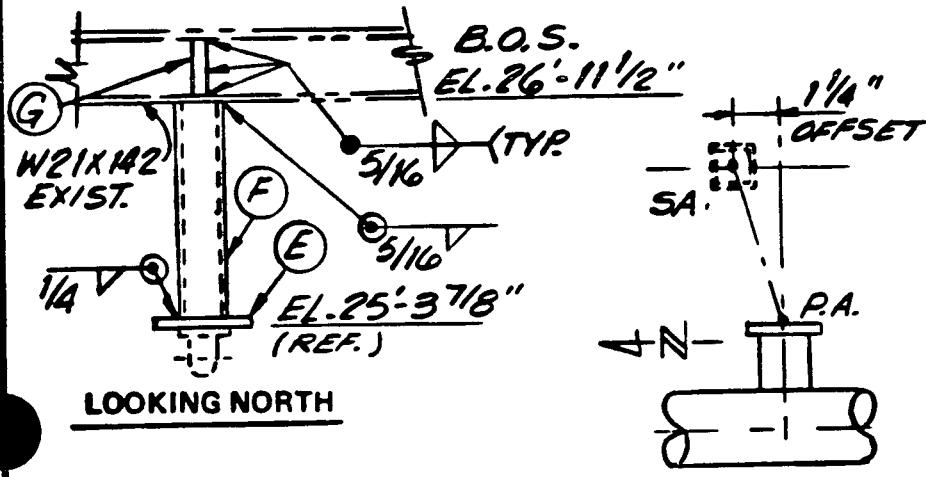 B.O.S.
EL. 26'-11 1/2"
G
W21X142
EXIST.
5/16 (TYP.
F
5/16
E
1/4
EL. 25'-3 7/8"
(REF.)
LOOKING NORTH
1 1/4"
OFFSET
SA.
P.A.
N